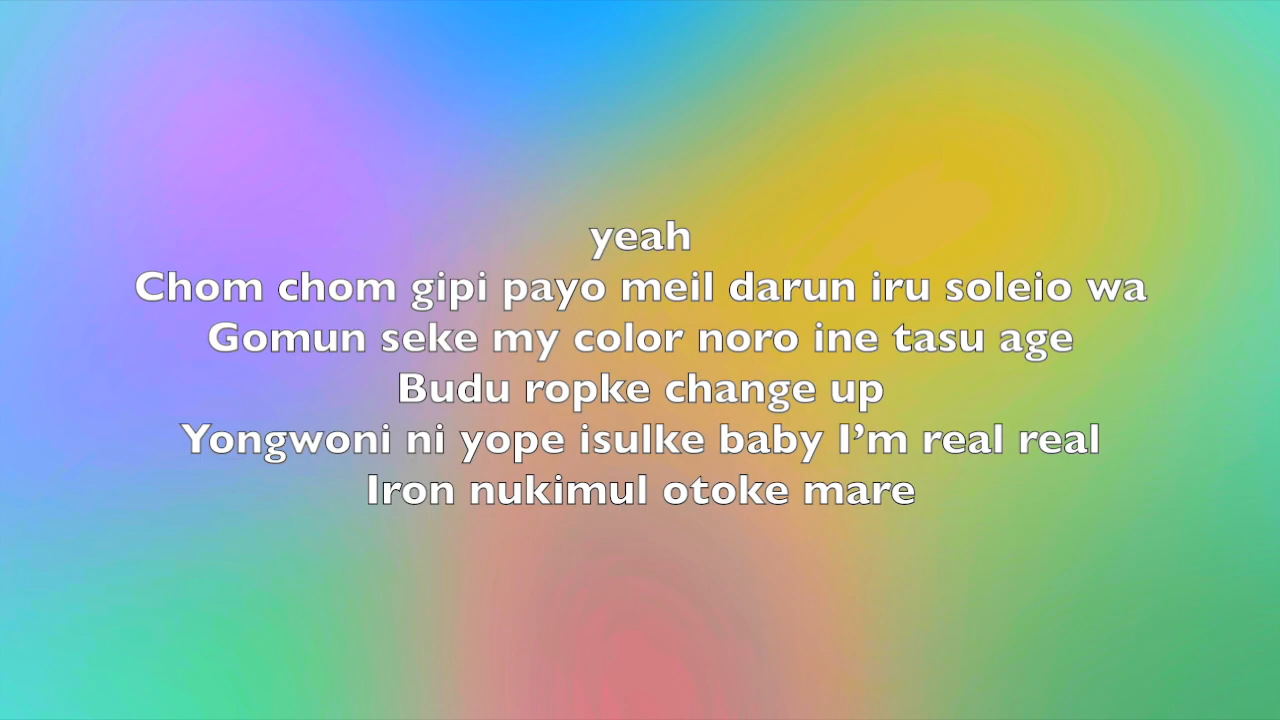 yeah
Chom chom gipi payo meil darun iru soleio wa
Gomun seke my color noro ine tasu age
Budu ropke change up
Yongwoni ni yope isulke baby I’m real real
Iron nukimul otoke mare